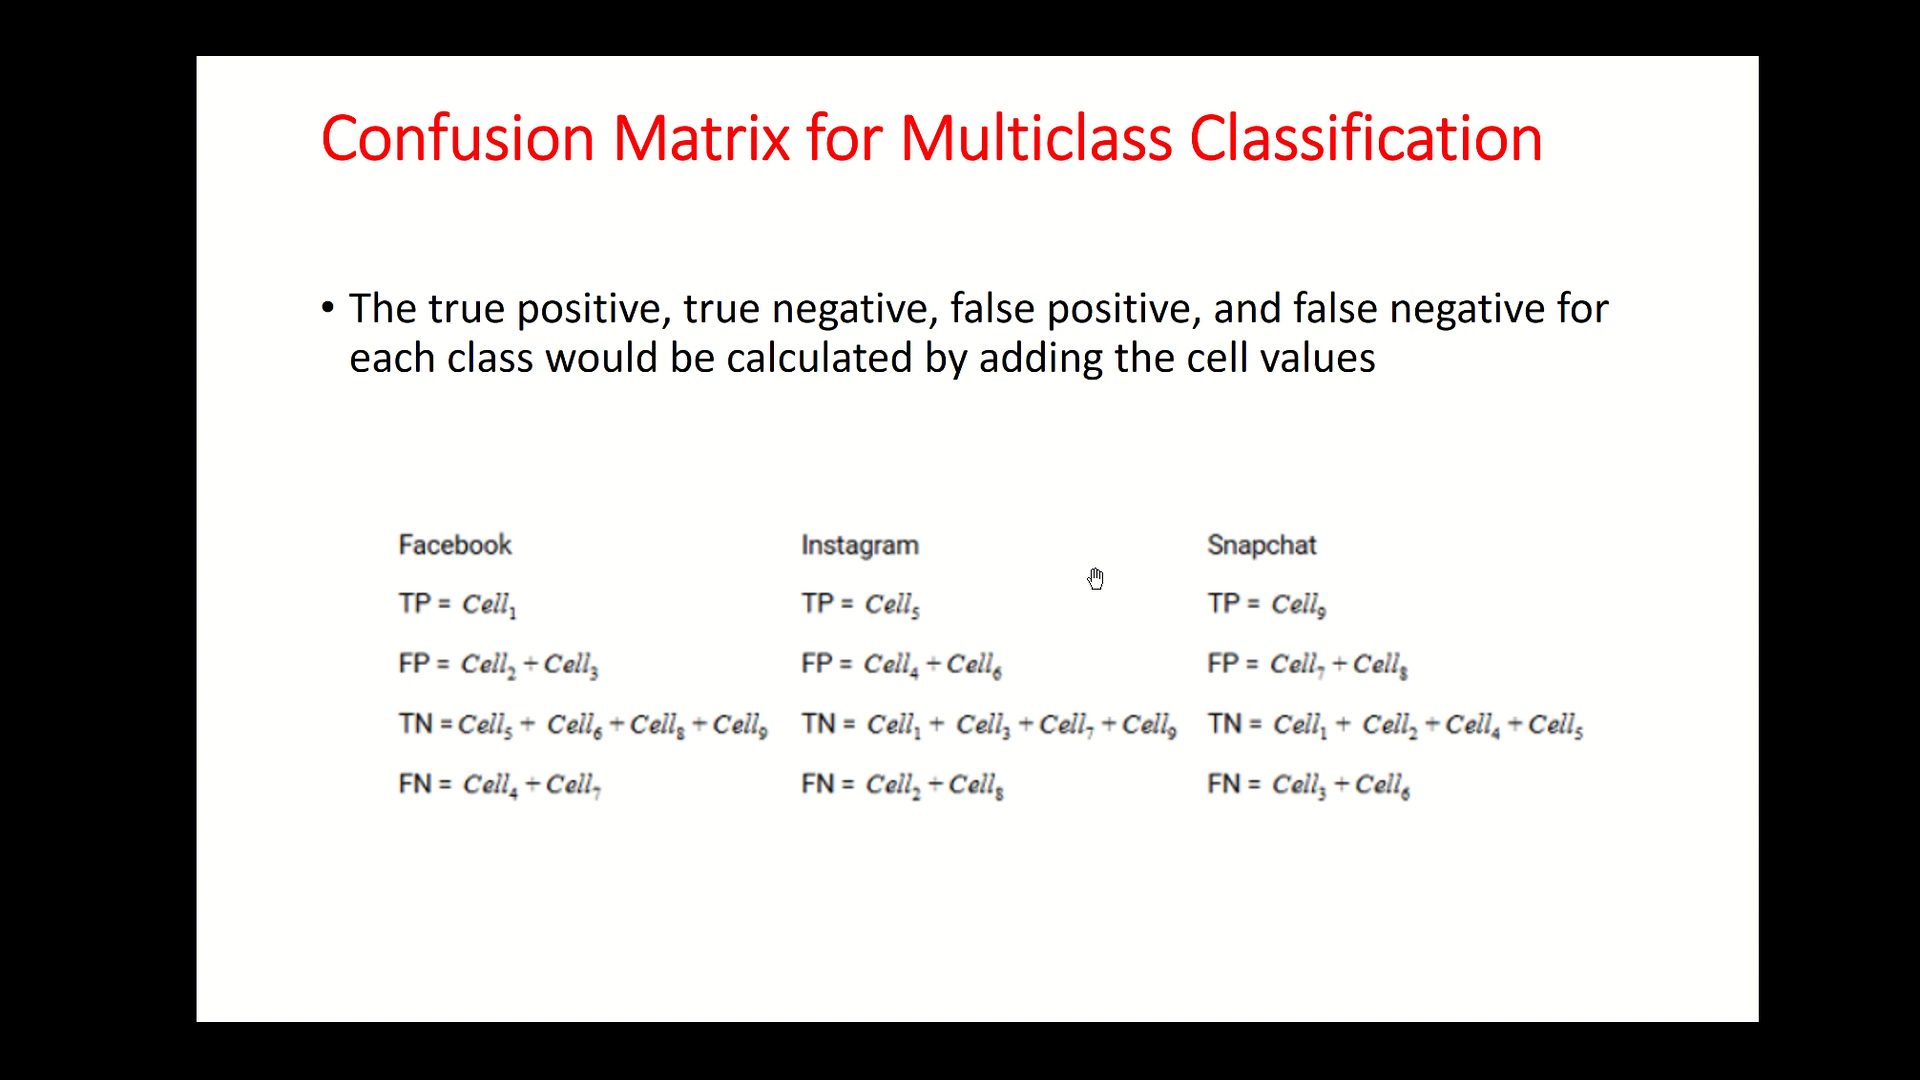 Confusion Matrix for Multiclass Classification
• The true positive, true negative, false positive, and false negative for
each class would be calculated by adding the cell values
Facebook Instagram Snapchat
TP = Cell₁ TP = Cell₅ TP = Cell₉
FP = Cell₂ + Cell₃ FP = Cell₄ + Cell₆ FP = Cell₇ + Cell₈
TN = Cell₅ + Cell₆ + Cell₈ + Cell₉ TN = Cell₁ + Cell₃ + Cell₇ + Cell₉ TN = Cell₁ + Cell₂ + Cell₄ + Cell₅
FN = Cell₄ + Cell₇ FN = Cell₂ + Cell₈ FN = Cell₃ + Cell₆